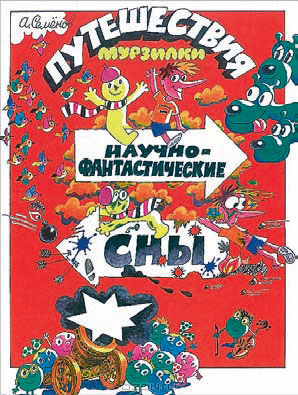 А. Семёнов
ПУТЕШЕСТВИЯ
МУРЗИЛКИ
НАУЧНО-
ФАНТАСТИЧЕСКИЕ
СНЫ